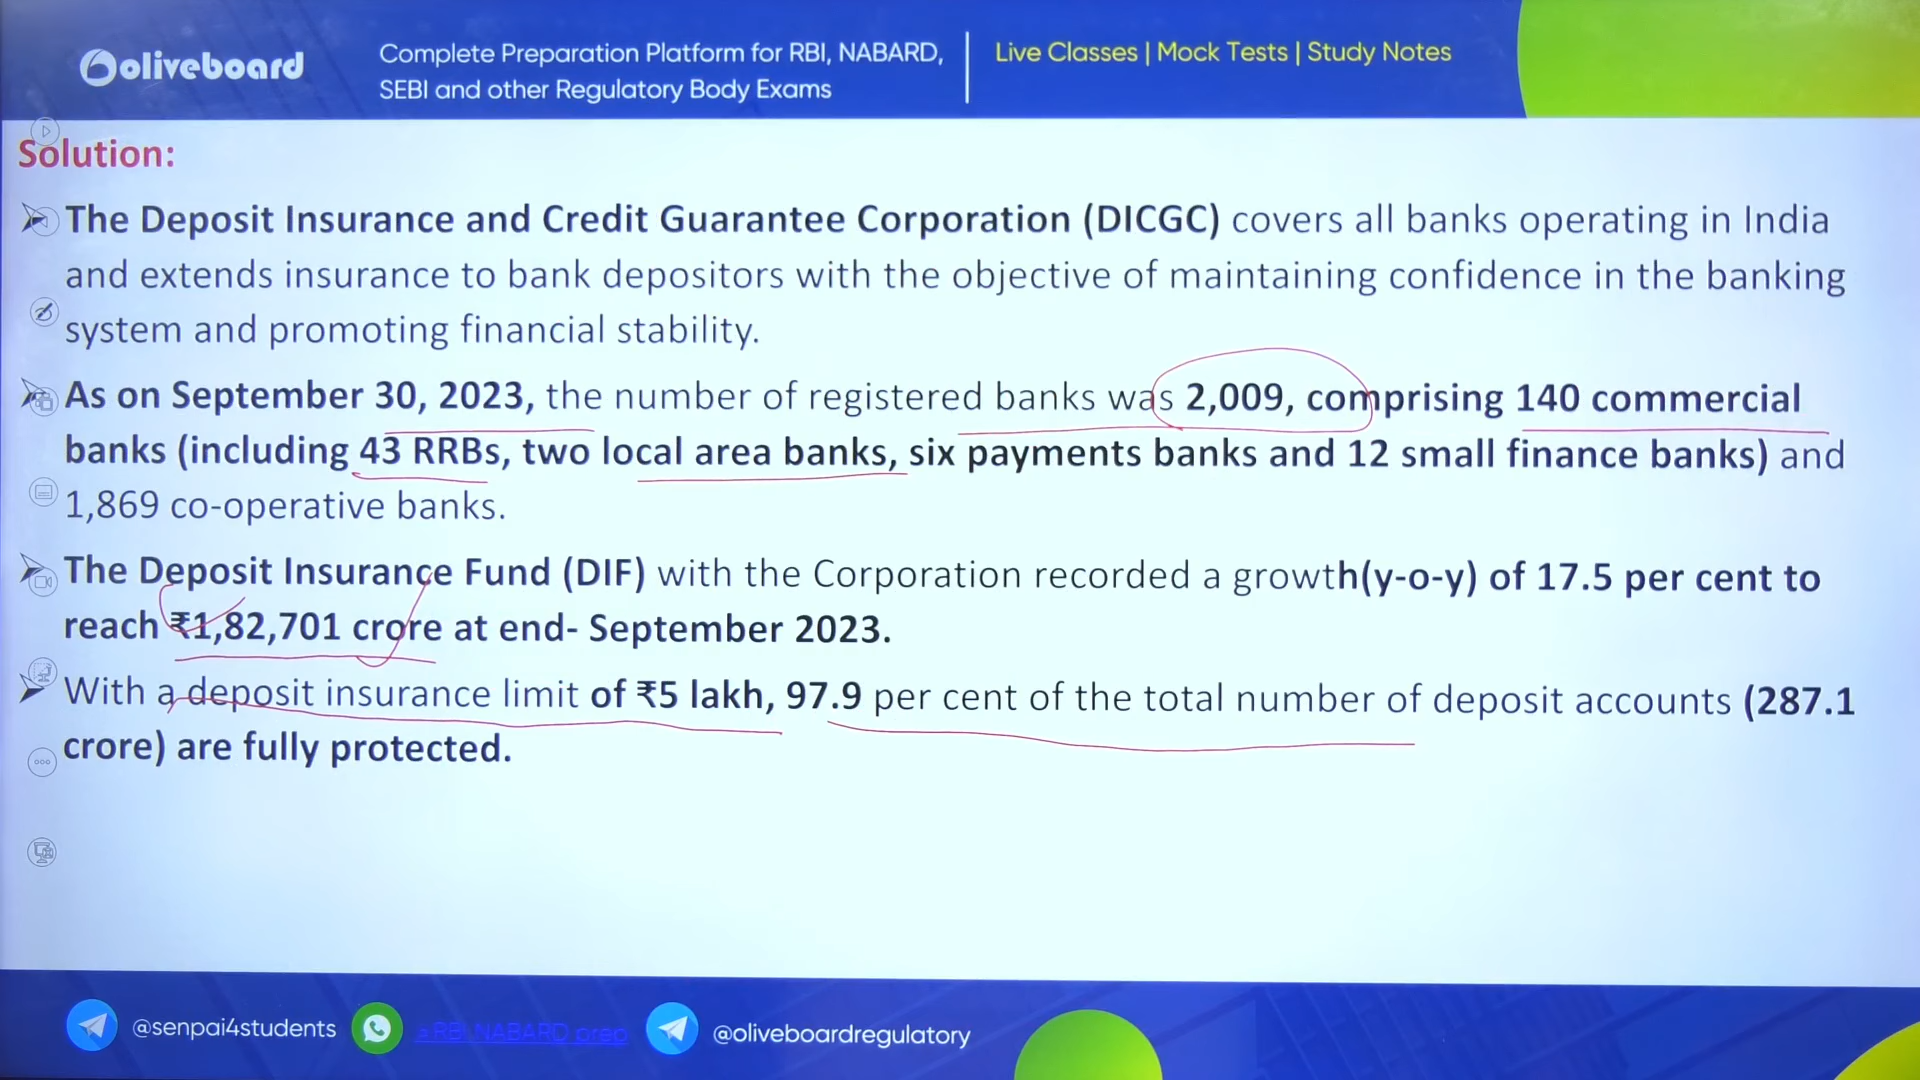 oliveboard
Complete Preparation Platform for RBI, NABARD,
SEBI and other Regulatory Body Exams
Live Classes | Mock Tests | Study Notes
Solution:
The Deposit Insurance and Credit Guarantee Corporation (DICGC) covers all banks operating in India
and extends insurance to bank depositors with the objective of maintaining confidence in the banking
system and promoting financial stability.
As on September 30, 2023, the number of registered banks was 2,009, comprising 140 commercial
banks (including 43 RRBs, two local area banks, six payments banks and 12 small finance banks) and
1,869 co-operative banks.
The Deposit Insurance Fund (DIF) with the Corporation recorded a growth(y-o-y) of 17.5 per cent to
reach ₹1,82,701 crore at end- September 2023.
With a deposit insurance limit of ₹5 lakh, 97.9 per cent of the total number of deposit accounts (287.1
crore) are fully protected.
@senpai4students
RBI NABARD prep
@oliveboardregulatory